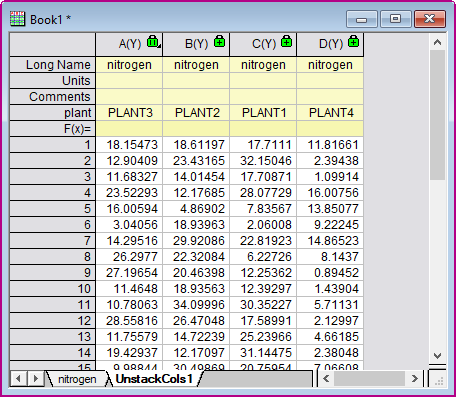 Book1 *
A(Y) B(Y) C(Y) D(Y)
Long Name nitrogen nitrogen nitrogen nitrogen
Units
Comments
plant PLANT3 PLANT2 PLANT1 PLANT4
F(x)=
1 18.15473 18.61197 17.7111 11.81661
2 12.90409 23.43165 32.15046 2.39438
3 11.68327 14.01454 17.70871 1.09914
4 23.52293 12.17685 28.07729 16.00756
5 16.00594 4.86902 7.83567 13.85077
6 3.04056 18.93963 2.06008 9.22245
7 14.29516 29.92086 22.81923 14.86523
8 26.2977 22.32084 6.22726 8.1437
9 27.19654 20.46398 12.25362 0.89452
10 11.4648 18.93563 12.39297 1.43904
11 10.78063 34.09996 30.35227 5.71131
12 28.55816 26.47048 17.58991 2.12997
13 11.75579 14.72239 25.23966 4.66185
14 19.42937 12.17097 31.14475 2.38048
15 9.98844 30.49869 20.75954 7.06608
nitrogen UnstackCols1